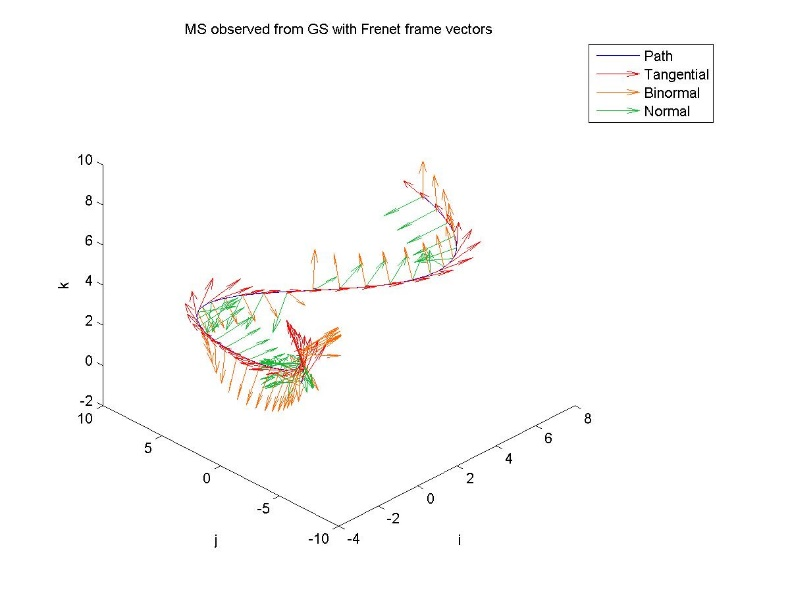 MS observed from GS with Frenet frame vectors
Path
Tangential
Binormal
Normal
10
8
6
4
2
0
-2
k
10
5
0
-5
-10
j
-4
-2
0
2
4
6
8
i